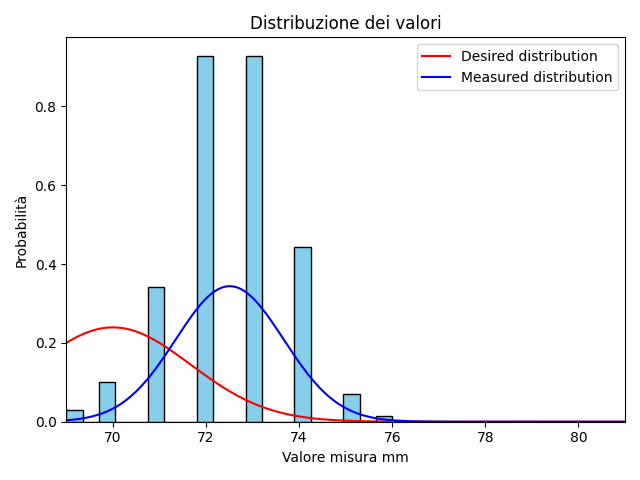 Distribuzione dei valori
Desired distribution
Measured distribution
Probabilità
0.8
0.6
0.4
0.2
0.0
70 72 74 76 78 80
Valore misura mm